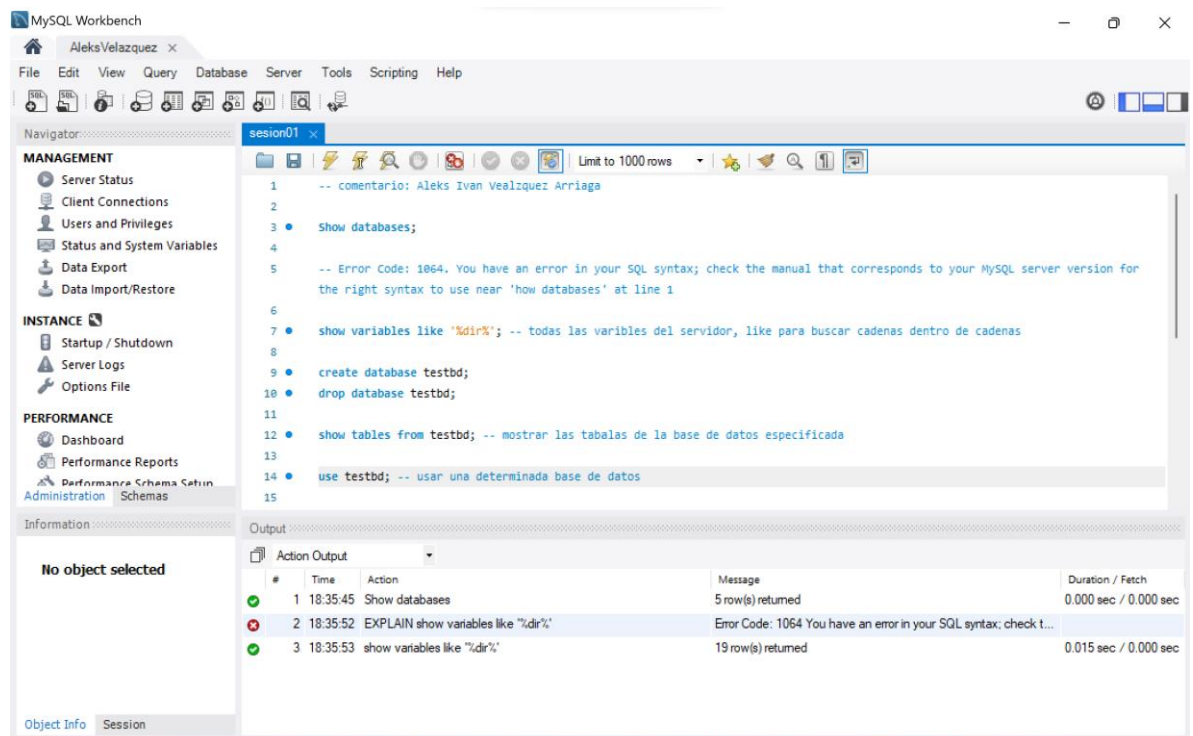 MySQL Workbench
AleksVelazquez
File Edit View Query Database Server Tools Scripting Help
Navigator
MANAGEMENT
Server Status
Client Connections
Users and Privileges
Status and System Variables
Data Export
Data Import/Restore
INSTANCE
Startup / Shutdown
Server Logs
Options File
PERFORMANCE
Dashboard
Performance Reports
Performance Schema Setup
Administration Schemas
Information
No object selected
Object Info Session
sesion01
Limit to 1000 rows
1 -- comentario: Aleks Ivan Vealzquez Arriaga
2
3 Show databases;
4
5 -- Error Code: 1064. You have an error in your SQL syntax; check the manual that corresponds to your MySQL server version for
the right syntax to use near 'how databases' at line 1
6
7 show variables like '%dir%'; -- todas las varibles del servidor, like para buscar cadenas dentro de cadenas
8
9 create database testbd;
10 drop database testbd;
11
12 show tables from testbd; -- mostrar las tabalas de la base de datos especificada
13
14 use testbd; -- usar una determinada base de datos
15
Output
Action Output
# Time Action Message Duration / Fetch
1 18:35:45 Show databases 5 row(s) returned 0.000 sec / 0.000 sec
2 18:35:52 EXPLAIN show variables like '%dir%' Error Code: 1064 You have an error in your SQL syntax; check t...
3 18:35:53 show variables like '%dir%' 19 row(s) returned 0.015 sec / 0.000 sec